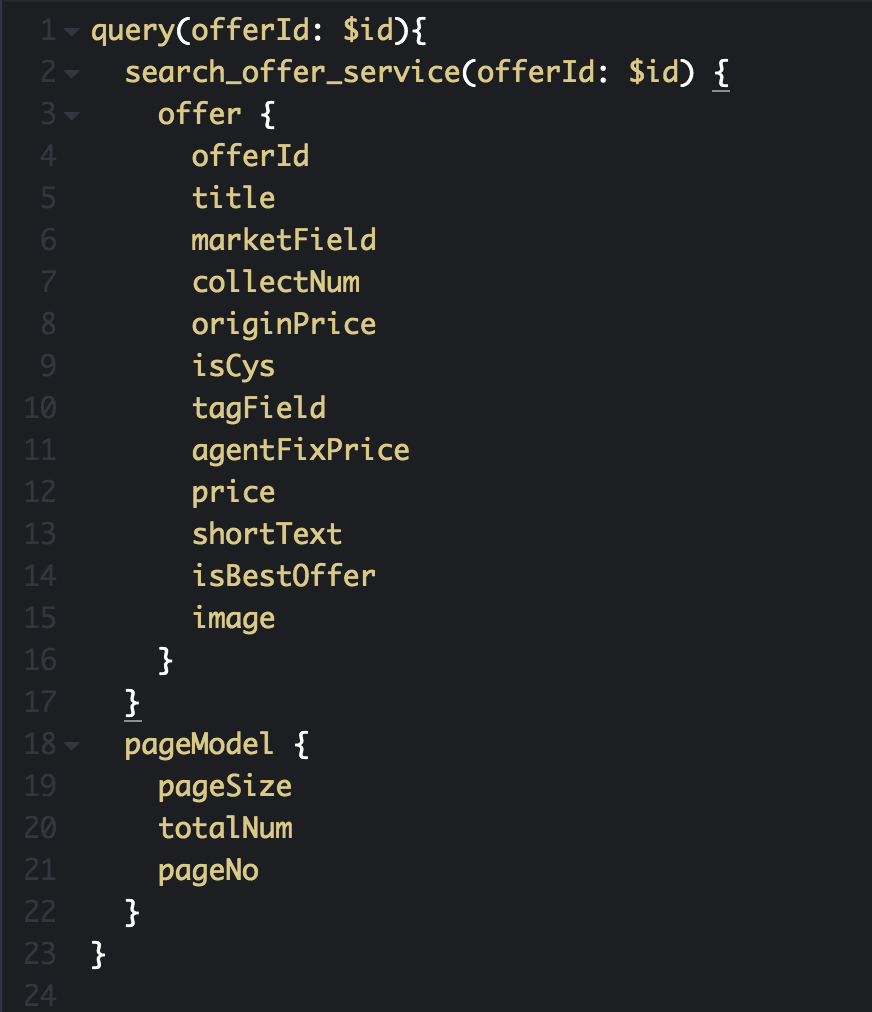 1 query(offerId: $id){
2 search_offer_service(offerId: $id) {
3 offer {
4 offerId
5 title
6 marketField
7 collectNum
8 originPrice
9 isCys
10 tagField
11 agentFixPrice
12 price
13 shortText
14 isBestOffer
15 image
16 }
17 }
18 pageModel {
19 pageSize
20 totalNum
21 pageNo
22 }
23 }
24